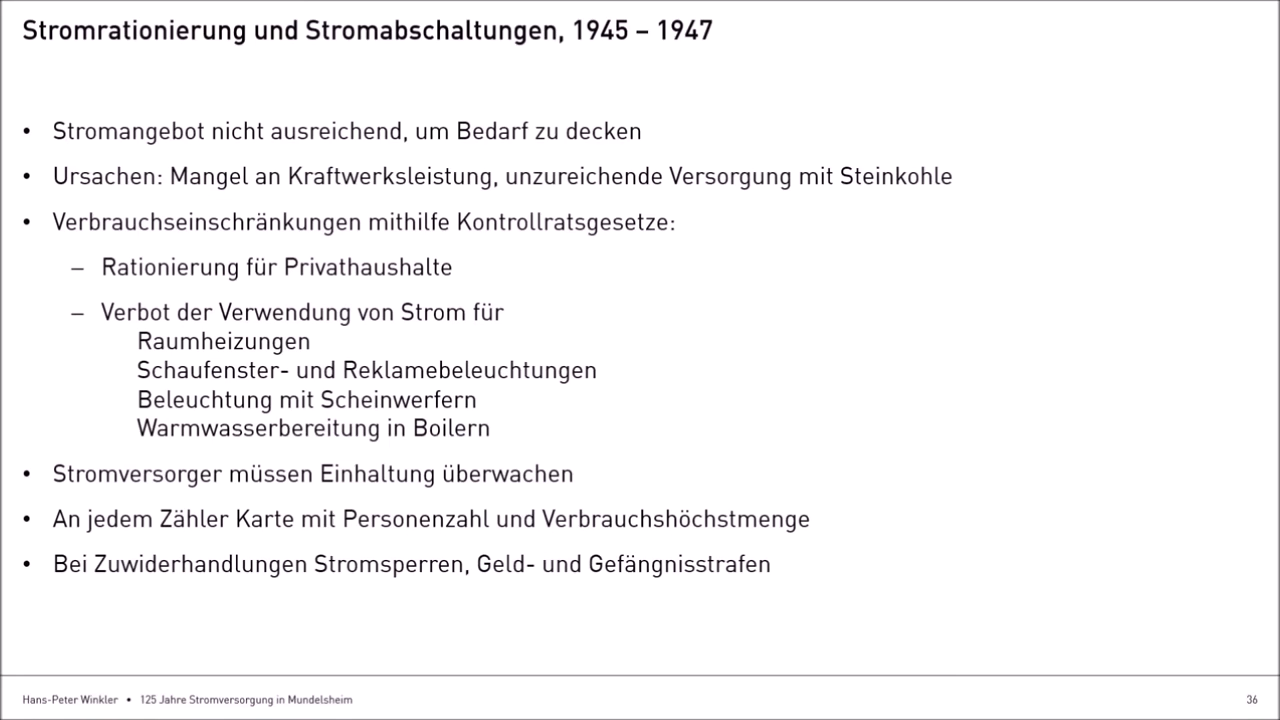 Stromrationierung und Stromabschaltungen, 1945 – 1947
• Stromangebot nicht ausreichend, um Bedarf zu decken
• Ursachen: Mangel an Kraftwerksleistung, unzureichende Versorgung mit Steinkohle
• Verbrauchseinschränkungen mithilfe Kontrollratsgesetze:
– Rationierung für Privathaushalte
– Verbot der Verwendung von Strom für
Raumheizungen
Schaufenster- und Reklamebeleuchtungen
Beleuchtung mit Scheinwerfern
Warmwasserbereitung in Boilern
• Stromversorger müssen Einhaltung überwachen
• An jedem Zähler Karte mit Personenzahl und Verbrauchshöchstmenge
• Bei Zuwiderhandlungen Stromsperren, Geld- und Gefängnisstrafen
Hans-Peter Winkler • 125 Jahre Stromversorgung in Mundelsheim 36